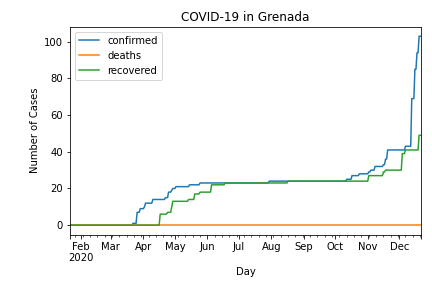 COVID-19 in Grenada
confirmed
deaths
recovered
Number of Cases
100
80
60
40
20
0
Feb Mar Apr May Jun Jul Aug Sep Oct Nov Dec
2020
Day